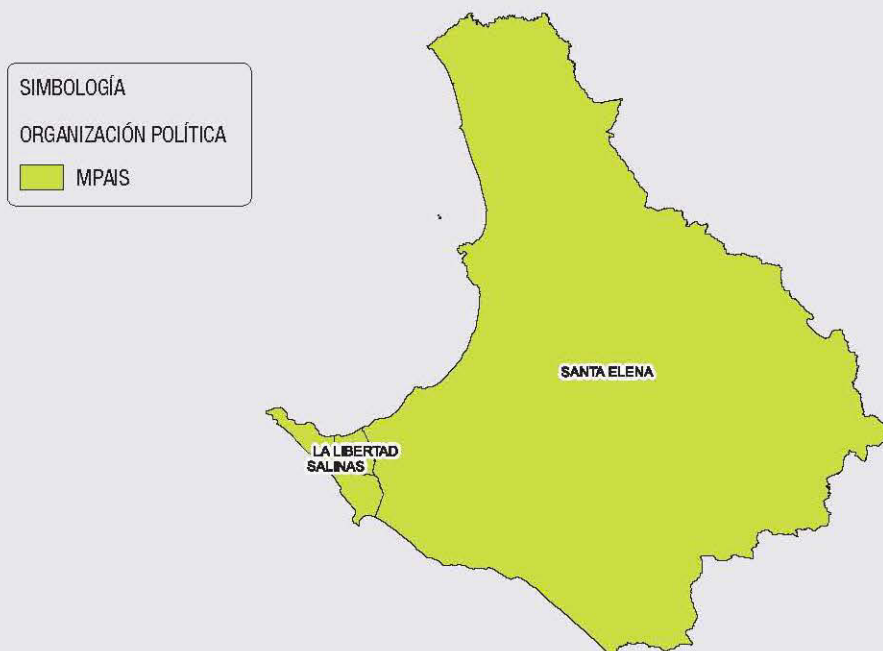 SIMBOLOGÍA
ORGANIZACIÓN POLÍTICA
MPAIS
SANTA ELENA
LA LIBERTAD
SALINAS